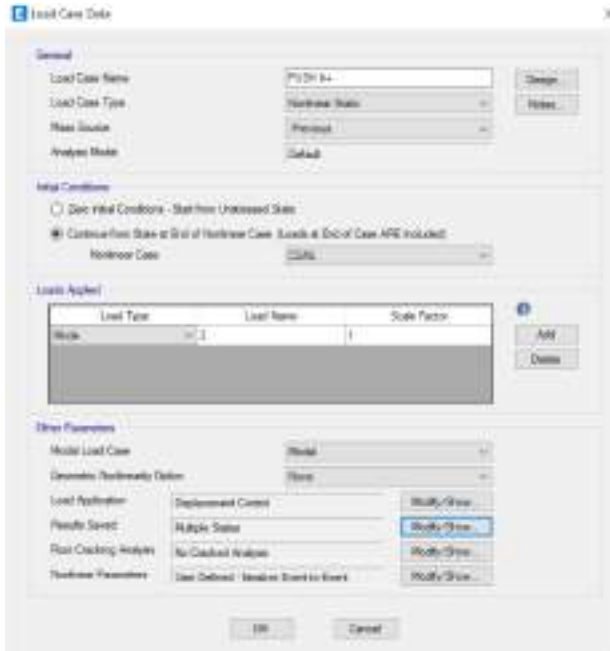 Load Case Data
General
Load Case Name
Design...
Load Case Type Nonlinear Static Notes...
Mass Source Previous
Analysis Model Default
Initial Conditions
Zero Initial Conditions - Start from Unstressed State
Continue from State at End of Nonlinear Case (Loads at End of Case ARE Included)
Nonlinear Case
Loads Applied
Load Type Load Name Scale Factor
Mode 2 1
Add
Delete
Other Parameters
Modal Load Case Modal
Geometric Nonlinearity Option None
Load Application Displacement Control Modify/Show...
Results Saved Multiple States Modify/Show...
Floor Cracking Analysis No Cracked Analysis Modify/Show...
Nonlinear Parameters User Defined - Iterative Event-to-Event Modify/Show...
OK Cancel